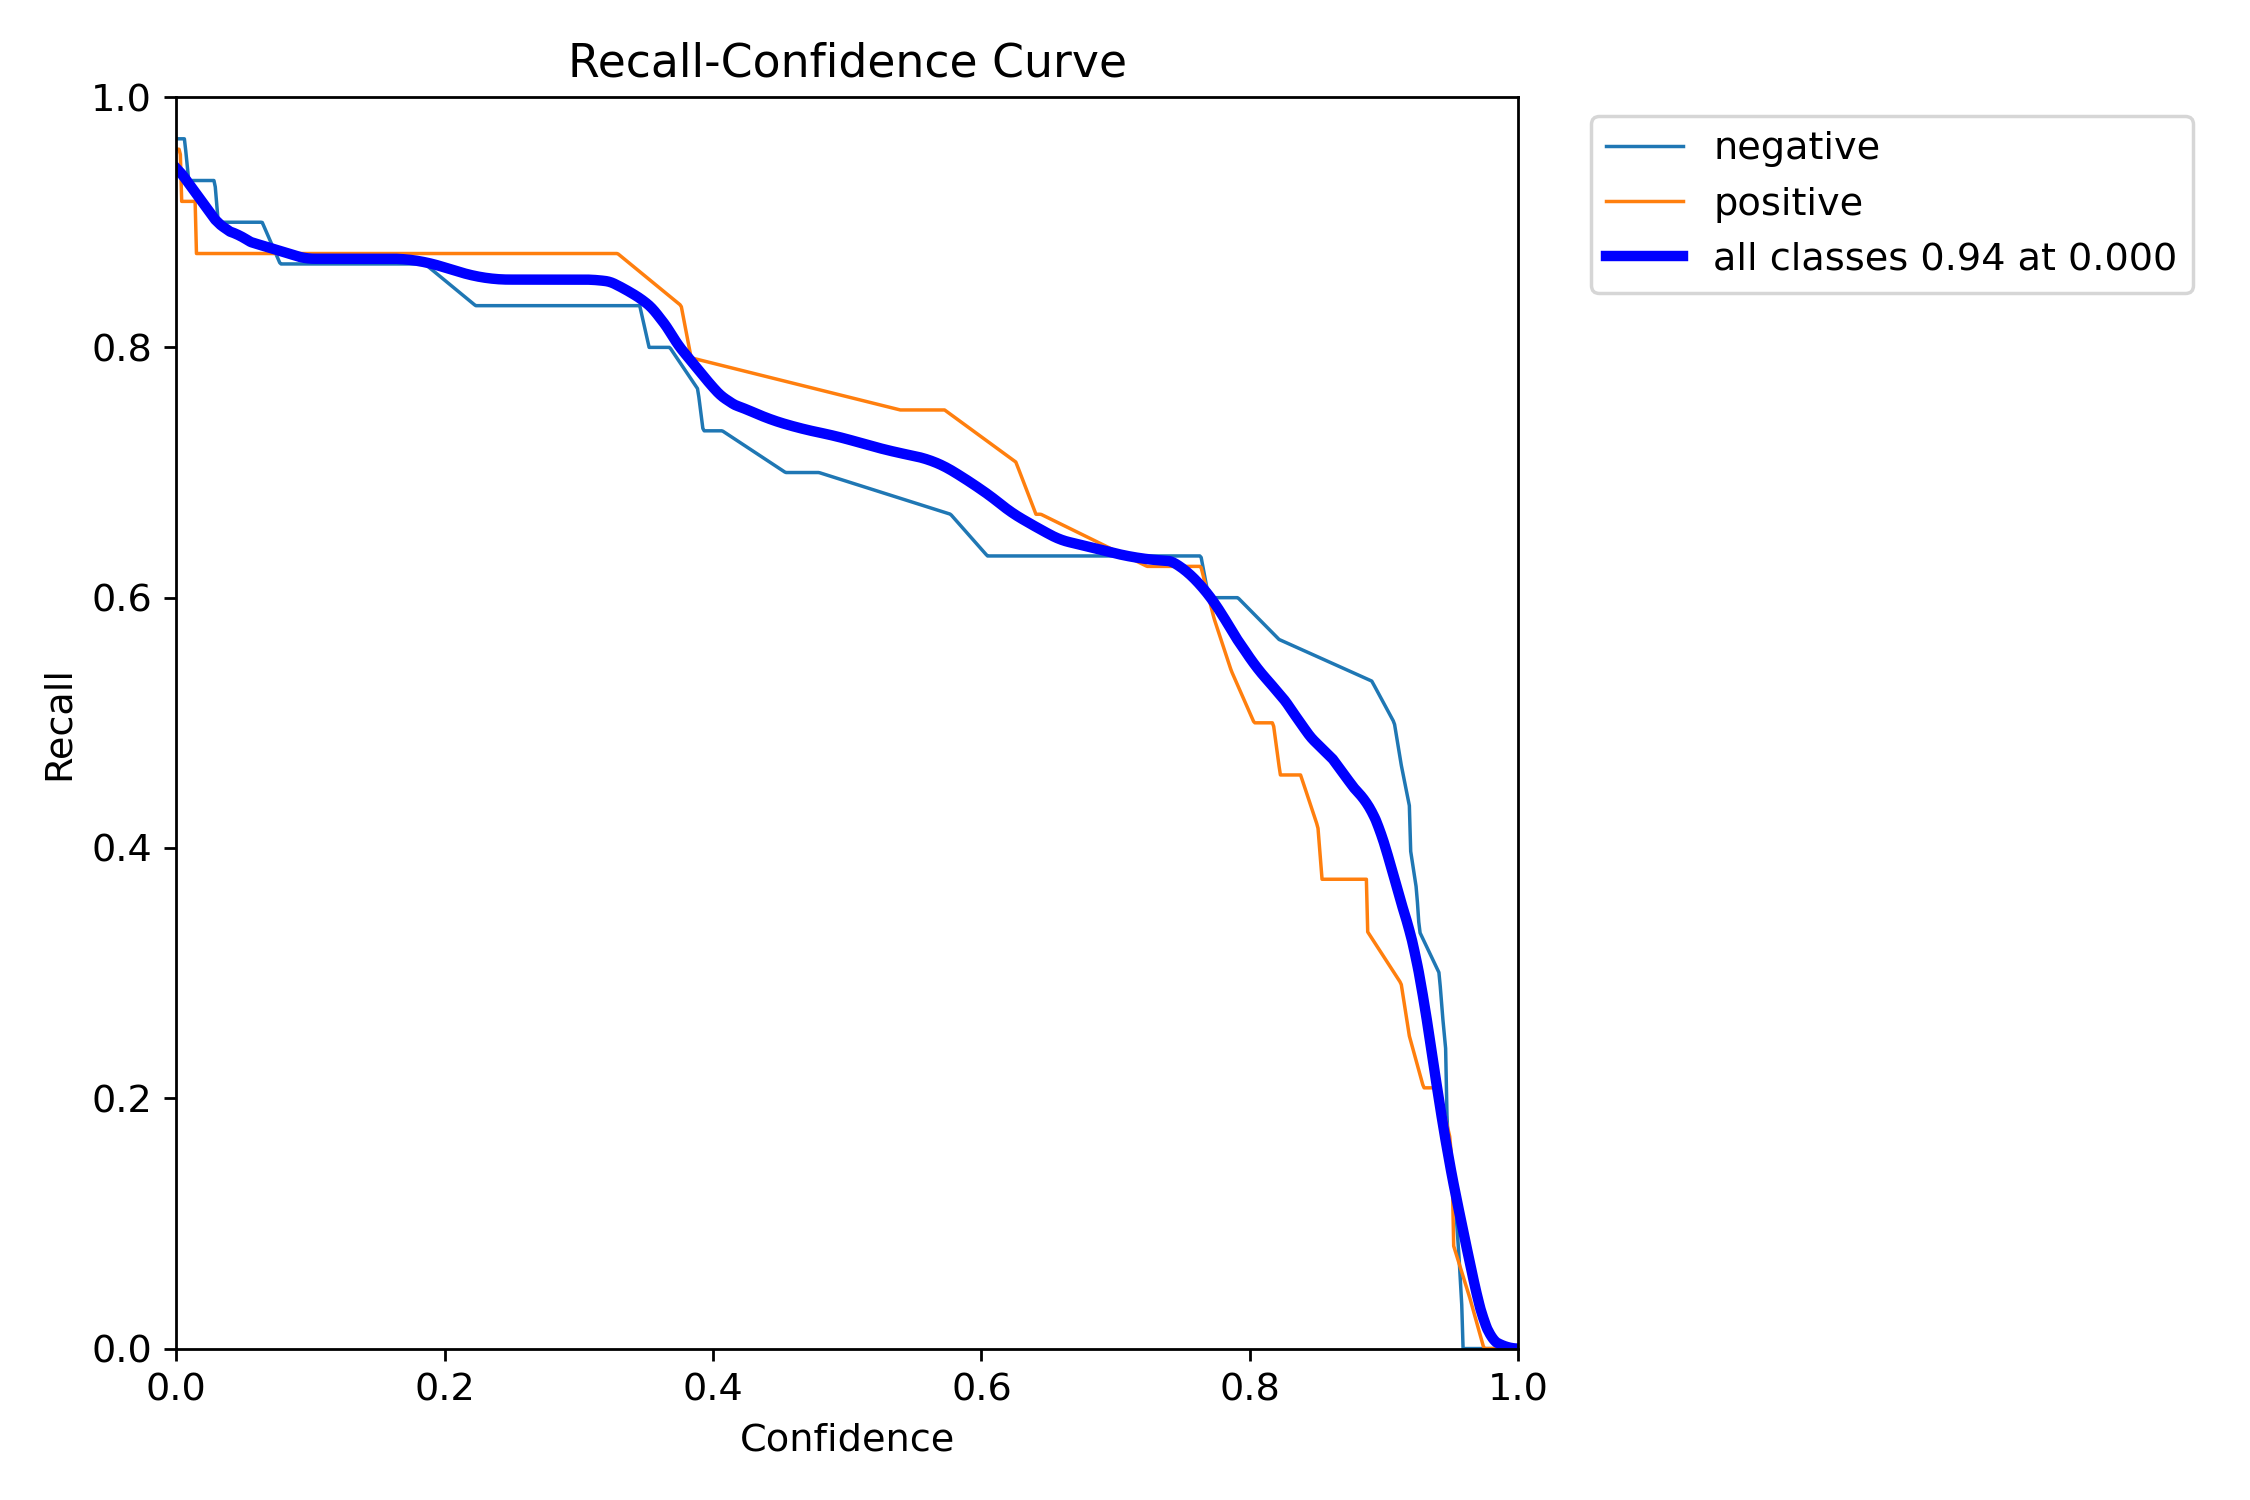 Recall-Confidence Curve
1.0
0.8
0.6
0.4
0.2
0.0
Recall
0.0 0.2 0.4 0.6 0.8 1.0
Confidence
negative
positive
all classes 0.94 at 0.000